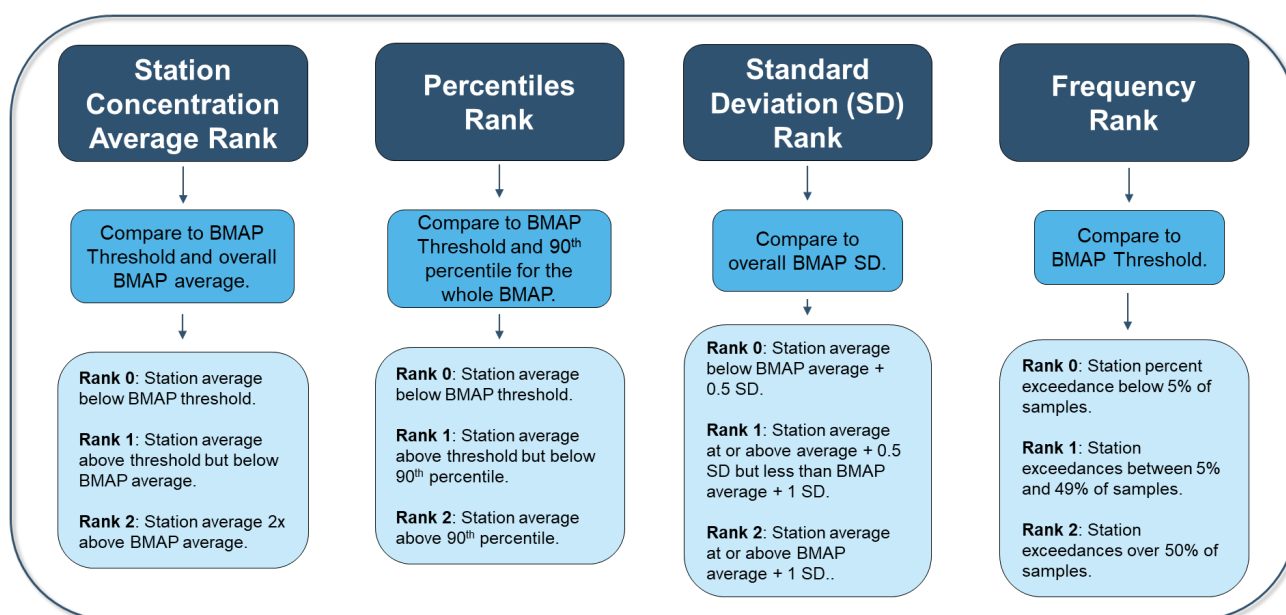 Station
Concentration
Average Rank
Compare to BMAP
Threshold and overall
BMAP average.
Rank 0: Station average
below BMAP threshold.
Rank 1: Station average
above threshold but below
BMAP average.
Rank 2: Station average 2x
above BMAP average.
Percentiles
Rank
Compare to BMAP
Threshold and 90th
percentile for the
whole BMAP.
Rank 0: Station average
below BMAP threshold.
Rank 1: Station average
above threshold but below
90th percentile.
Rank 2: Station average
above 90th percentile.
Standard
Deviation (SD)
Rank
Compare to
overall BMAP SD.
Rank 0: Station average
below BMAP average +
0.5 SD.
Rank 1: Station average
at or above average + 0.5
SD but less than BMAP
average + 1 SD.
Rank 2: Station average
at or above BMAP
average + 1 SD..
Frequency
Rank
Compare to
BMAP Threshold.
Rank 0: Station percent
exceedance below 5% of
samples.
Rank 1: Station
exceedances between 5%
and 49% of samples.
Rank 2: Station
exceedances over 50% of
samples.